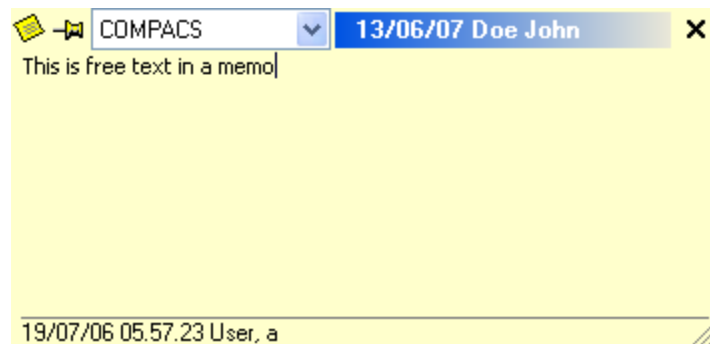 COMPACS
13/06/07 Doe John
This is free text in a memo
19/07/06 05.57.23 User, a